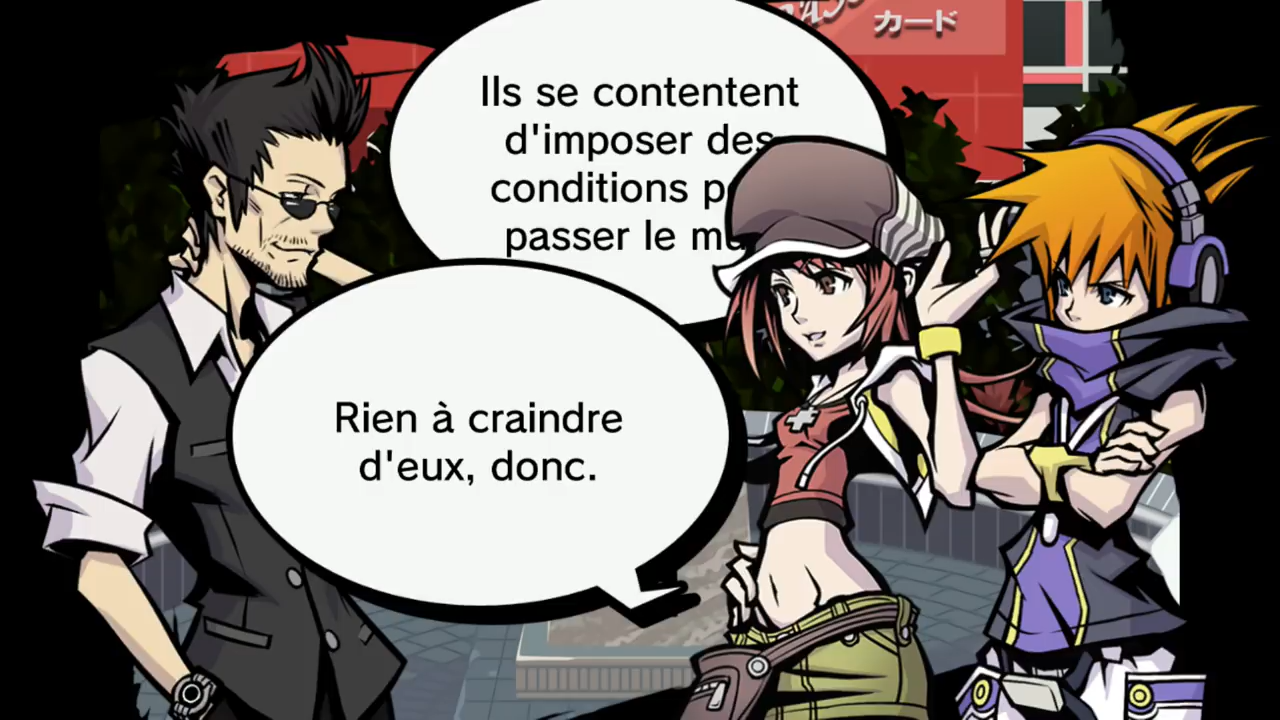 カード
Ils se contentent
d'imposer des
conditions
passer le
Rien à craindre
d'eux, donc.